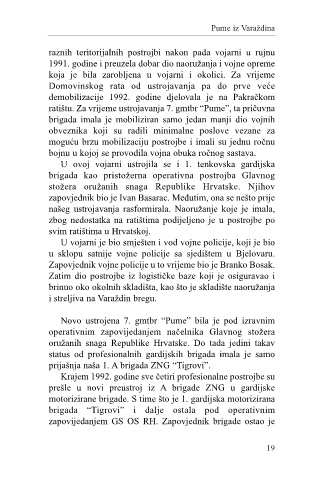 Pume iz Varaždina
raznih teritorijalnih postrojbi nakon pada vojarni u rujnu
1991. godine i preuzela dobar dio naoružanja i vojne opreme
koja je bila zarobljena u vojarni i okolici. Za vrijeme
Domovinskog rata od ustrojavanja pa do prve veće
demobilizacije 1992. godine djelovala je na Pakračkom
ratištu. Za vrijeme ustrojavanja 7. gmtbr “Pume”, ta pričuvna
brigada imala je mobiliziran samo jedan manji dio vojnih
obveznika koji su radili minimalne poslove vezane za
moguću brzu mobilizaciju postrojbe i imali su jednu ročnu
bojnu u kojoj se provodila vojna obuka ročnog sastava.
U ovoj vojarni ustrojila se i 1. tenkovska gardijska
brigada kao pristožerna operativna postrojba Glavnog
stožera oružanih snaga Republike Hrvatske. Njihov
zapovjednik bio je Ivan Basarac. Međutim, ona se nešto prije
našeg ustrojavanja rasformirala. Naoružanje koje je imala,
zbog nedostatka na ratištima podijeljeno je u postrojbe po
svim ratištima u Hrvatskoj.
U vojarni je bio smješten i vod vojne policije, koji je bio
u sklopu satnije vojne policije sa sjedištem u Bjelovaru.
Zapovjednik vojne policije u to vrijeme bio je Branko Bosak.
Zatim dio postrojbe iz logističke baze koji je osiguravao i
brinuo oko okolnih skladišta, kao što je skladište naoružanja
i streljiva na Varaždin bregu.
Novo ustrojena 7. gmtbr “Pume” bila je pod izravnim
operativnim zapovijedanjem načelnika Glavnog stožera
oružanih snaga Republike Hrvatske. Do tada jedini takav
status od profesionalnih gardijskih brigada imala je samo
prijašnja naša 1. A brigada ZNG “Tigrovi”.
Krajem 1992. godine sve četiri profesionalne postrojbe su
prešle u novi preustroj iz A brigade ZNG u gardijske
motorizirane brigade. S time što je 1. gardijska motorizirana
brigada “Tigrovi” i dalje ostala pod operativnim
zapovijedanjem GS OS RH. Zapovjednik brigade ostao je
19